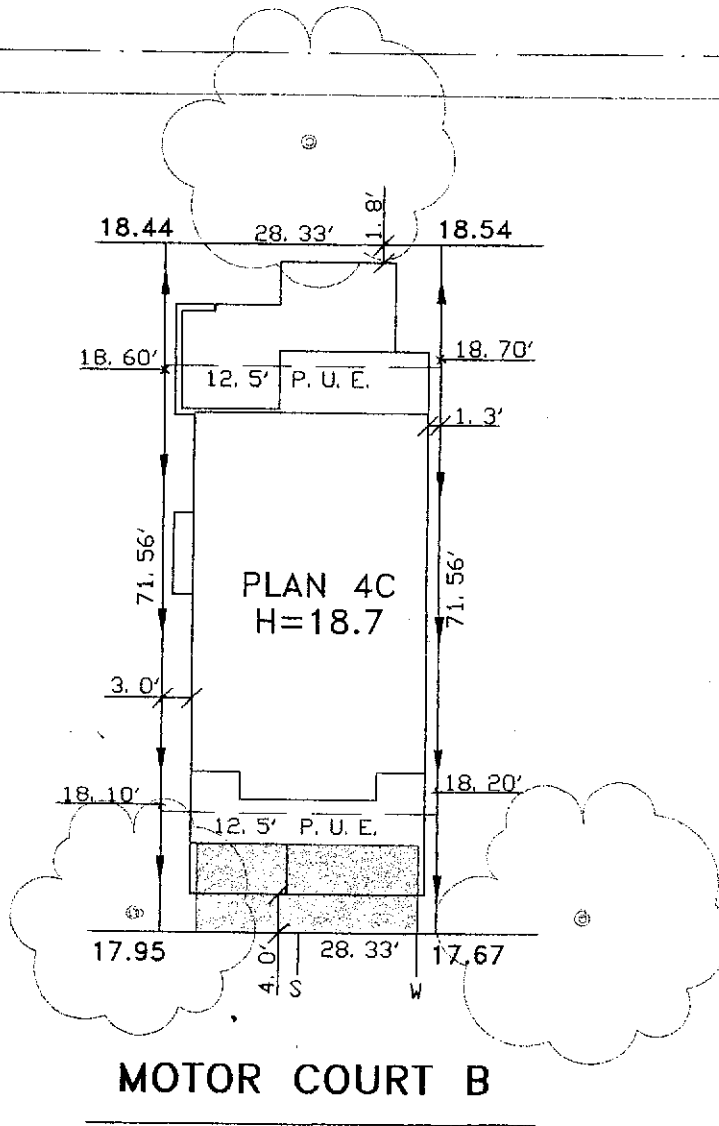 1. 8'
18.44
28. 33'
18.54
18. 60'
18. 70'
12. 5' P. U. E.
1. 3'
71. 56'
71. 56'
PLAN 4C
H=18.7
3. 0'
18. 10'
18. 20'
12. 5' P. U. E.
17.95
4. 0'
S
28. 33'
W
17.67
MOTOR COURT B